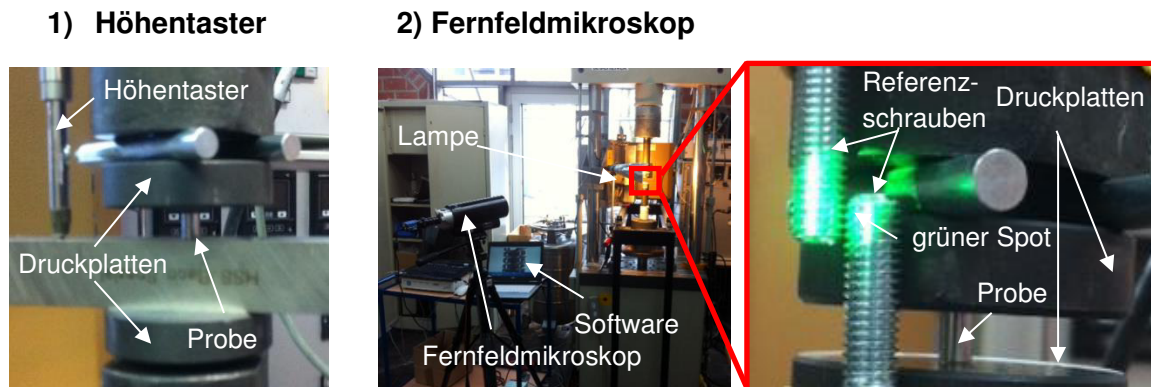 1) Höhentaster
2) Fernfeldmikroskop
Höhentaster
Druckplatten
Probe
Lampe
Software
Fernfeldmikroskop
Referenz-
schrauben
Druckplatten
grüner Spot
Probe